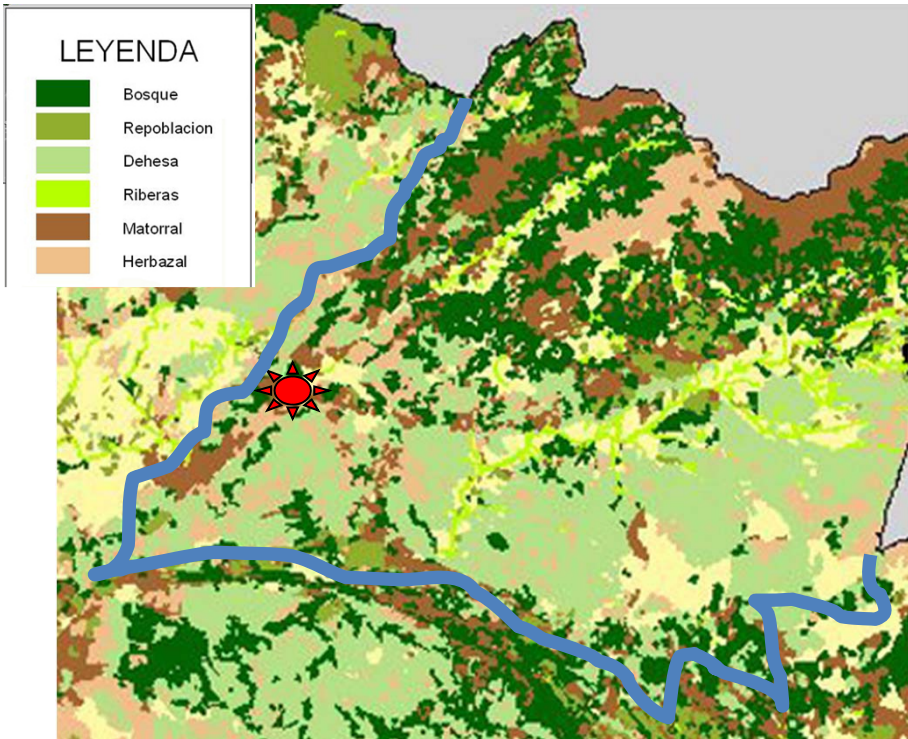 LEYENDA
Bosque
Repoblacion
Dehesa
Riberas
Matorral
Herbazal